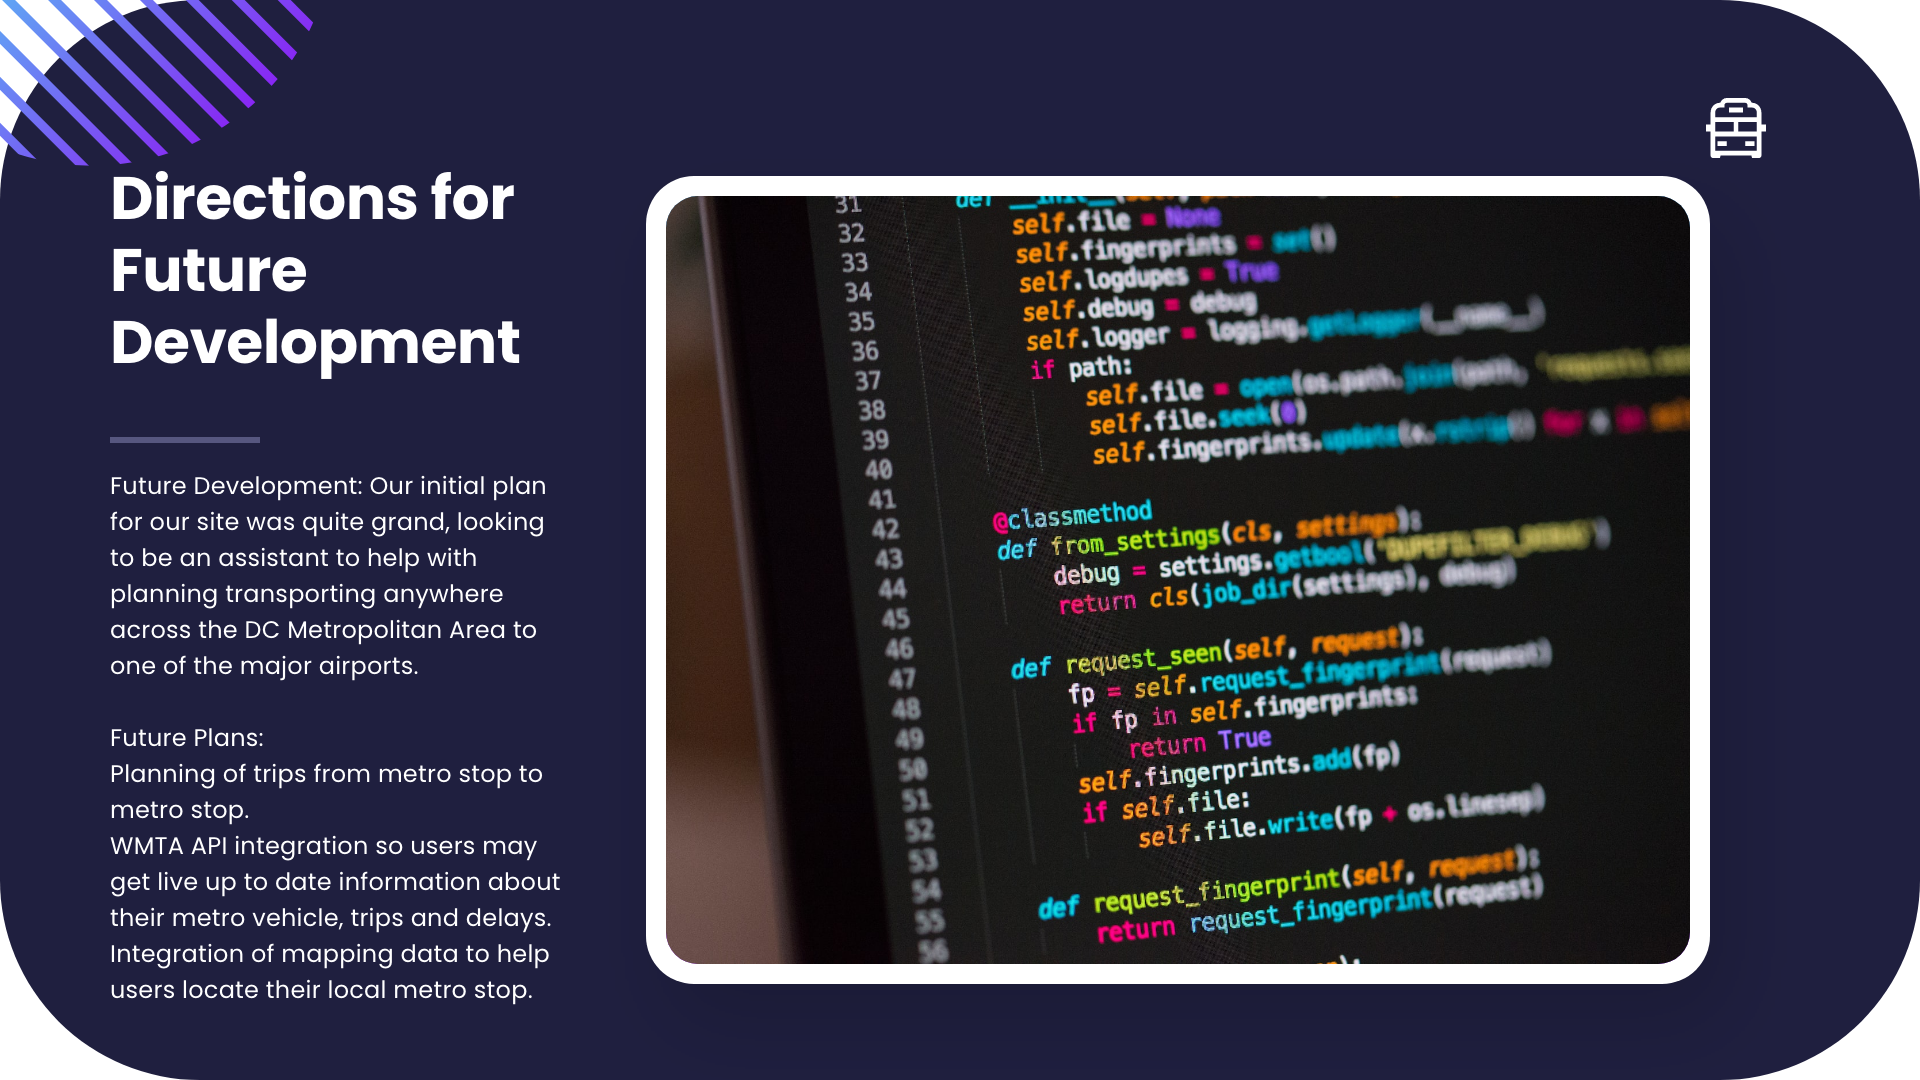 Directions for
Future
Development
Future Development: Our initial plan
for our site was quite grand, looking
to be an assistant to help with
planning transporting anywhere
across the DC Metropolitan Area to
one of the major airports.
Future Plans:
Planning of trips from metro stop to
metro stop.
WMTA API integration so users may
get live up to date information about
their metro vehicle, trips and delays.
Integration of mapping data to help
users locate their local metro stop.
31 def __init__(self,
32 self.file = None
33 self.fingerprints = set()
34 self.logdupes = True
35 self.debug = debug
36 self.logger = logging.getLogger(__name__)
37 if path:
38 self.file = open(os.path.join(path,
39 self.file.seek(0)
40 self.fingerprints.update(x.rstrip() for x in
41
42 @classmethod
43 def from_settings(cls, settings):
44 debug = settings.getbool('DUPEFILTER_DEBUG')
45 return cls(job_dir(settings), debug)
46
47 def request_seen(self, request):
48 fp = self.request_fingerprint(request)
49 if fp in self.fingerprints:
50 return True
51 self.fingerprints.add(fp)
52 if self.file:
53 self.file.write(fp + os.linesep)
54
55 def request_fingerprint(self, request):
56 return request_fingerprint(request)